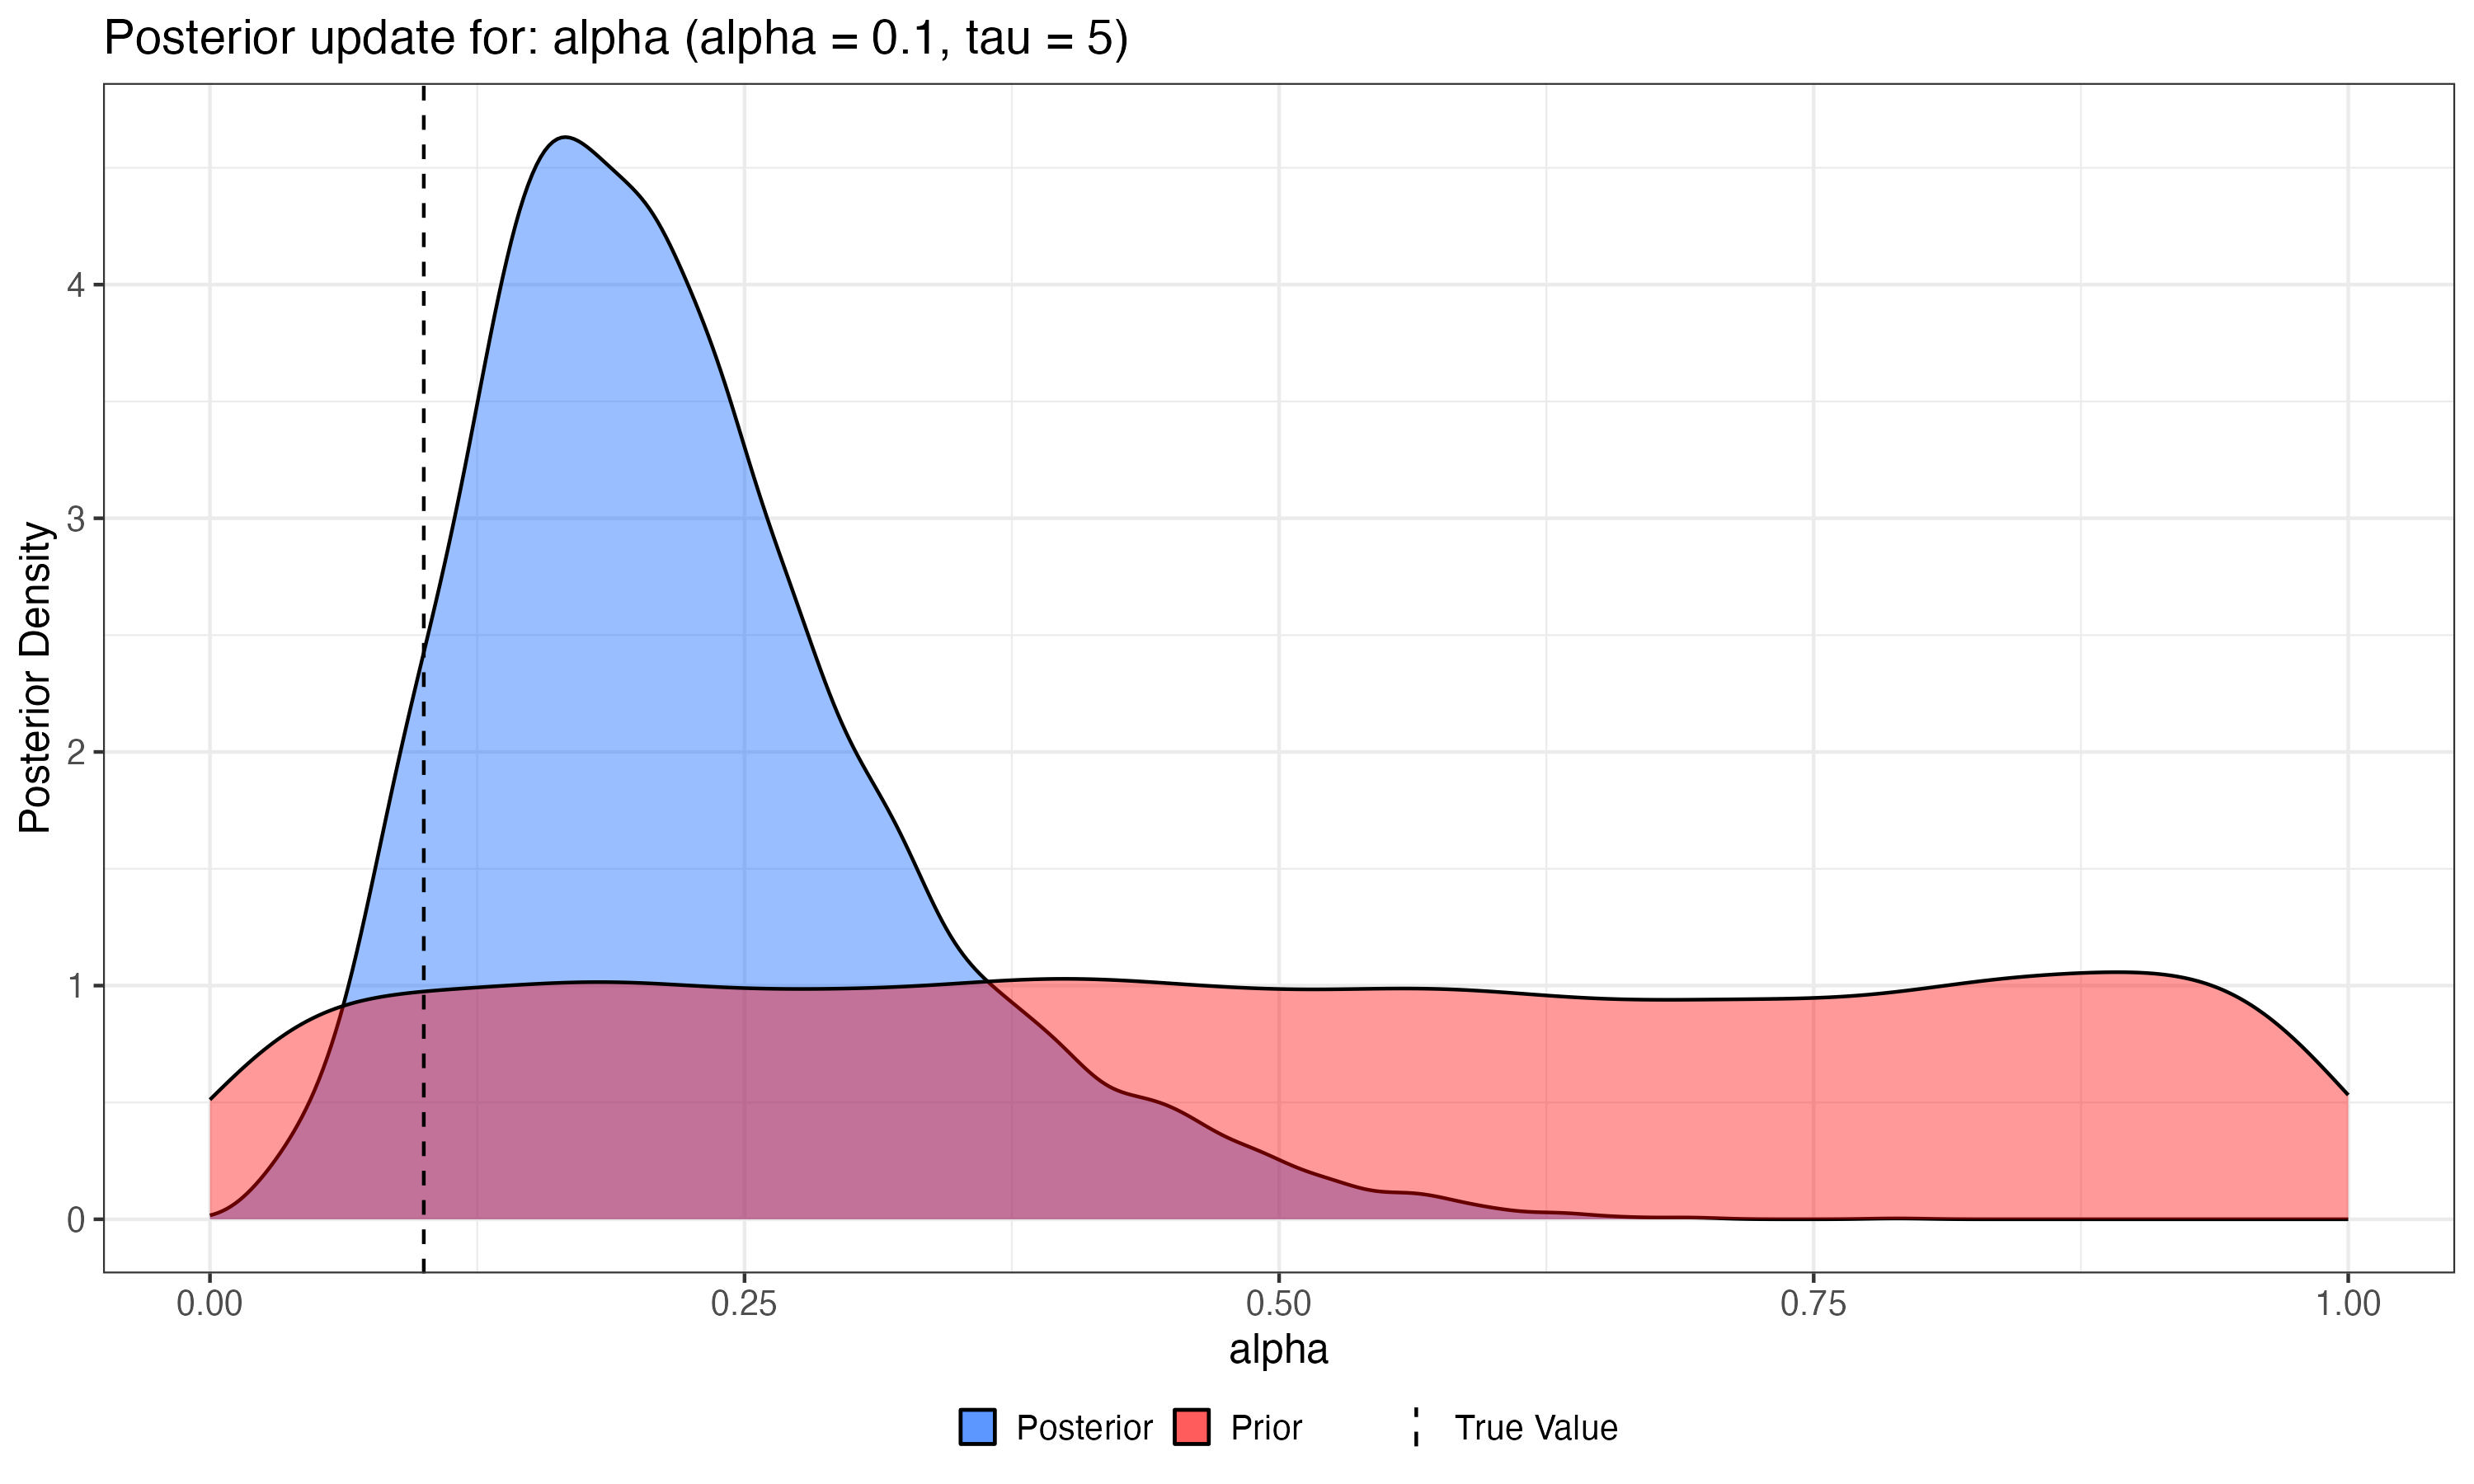 Posterior update for: alpha (alpha = 0.1, tau = 5)
Posterior Density
4
3
2
1
0
0.00 0.25 0.50 0.75 1.00
alpha
Posterior Prior True Value